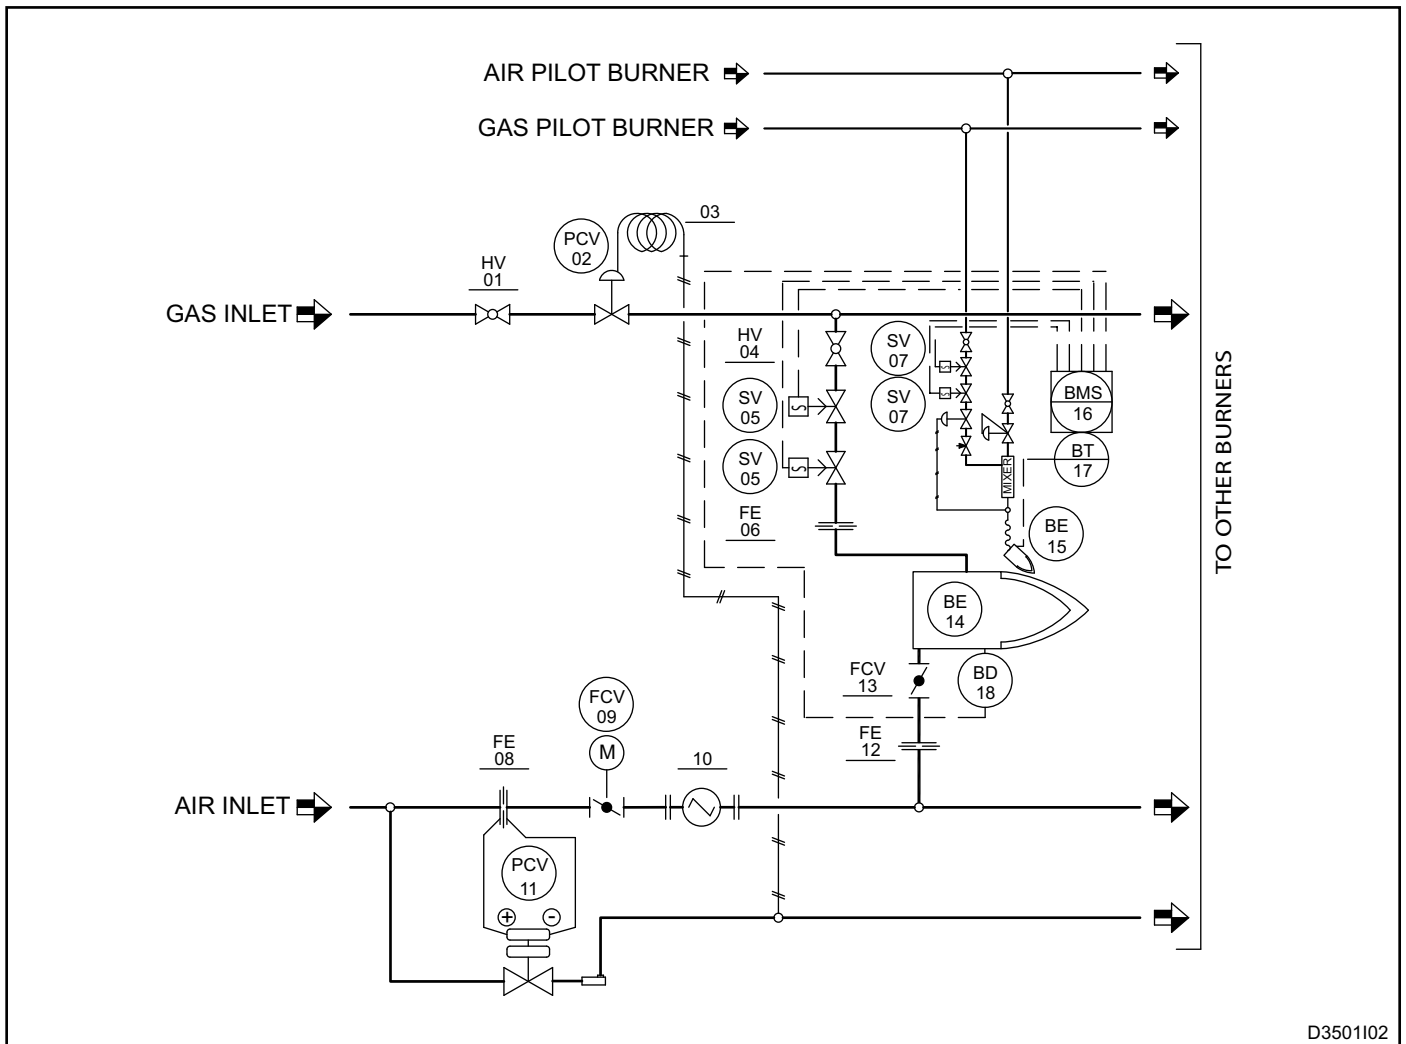 AIR PILOT BURNER
GAS PILOT BURNER
03
PCV
02
HV
01
GAS INLET
HV
04
SV
07
SV
07
SV
05
SV
05
BMS
16
BT
17
MIXER
FE
06
BE
15
BE
14
TO OTHER BURNERS
FCV
13
BD
18
FCV
09
M
FE
08
10
FE
12
AIR INLET
PCV
11
+ -
D3501I02